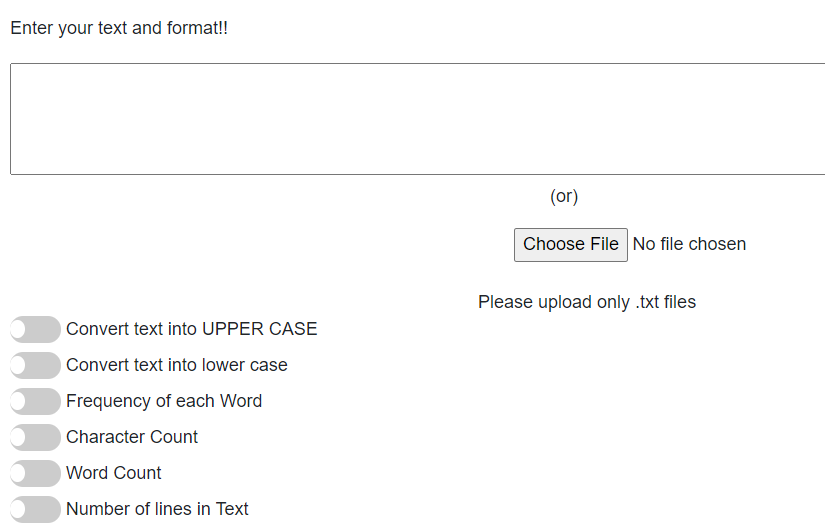 Enter your text and format!!
(or)
Choose File No file chosen
Please upload only .txt files
Convert text into UPPER CASE
Convert text into lower case
Frequency of each Word
Character Count
Word Count
Number of lines in Text